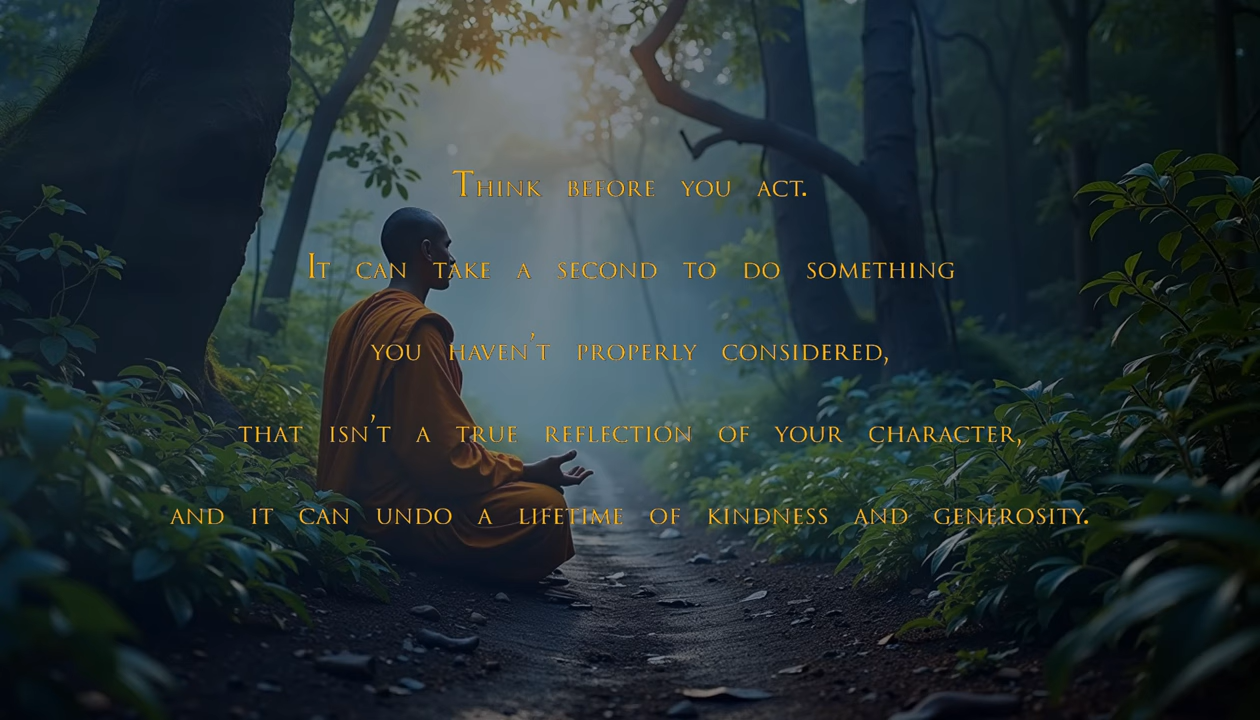 Think before you act.
It can take a second to do something
you haven't properly considered,
that isn't a true reflection of your character,
and it can undo a lifetime of kindness and generosity.